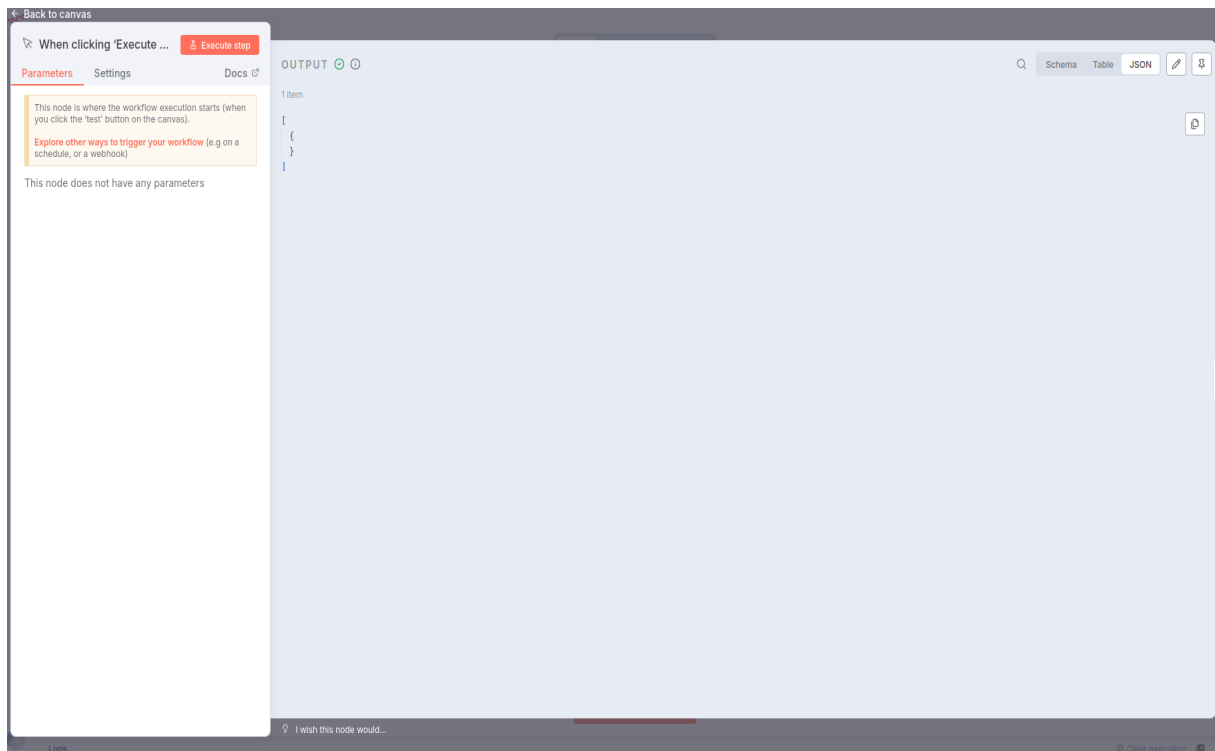 Back to canvas
When clicking ‘Execute ...
Execute step
Parameters
Settings
Docs
This node is where the workflow execution starts (when
you click the ‘test’ button on the canvas).
Explore other ways to trigger your workflow (e.g on a
schedule, or a webhook)
This node does not have any parameters
OUTPUT
Schema
Table
JSON
1 item
[
{
}
]
I wish this node would...
Logs
Clear execution